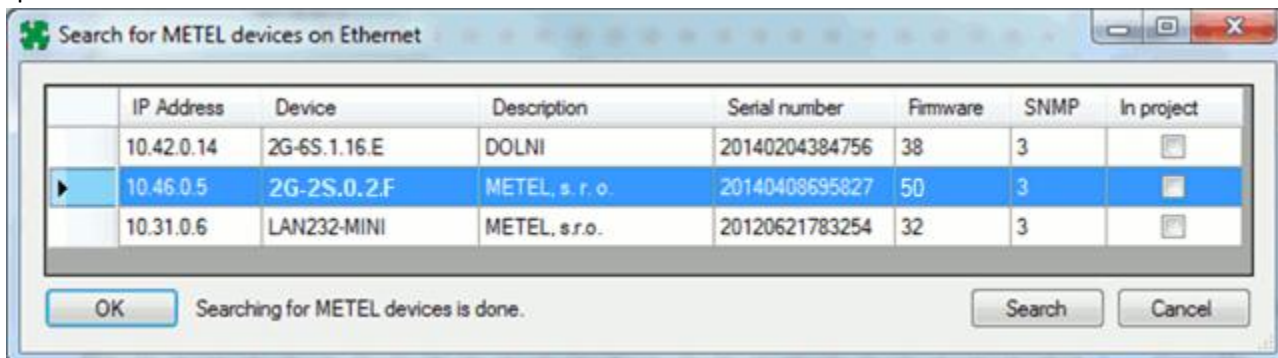 Search for METEL devices on Ethernet
IP Address Device Description Serial number Firmware SNMP In project
10.42.0.14 2G-6S.1.16.E DOLNI 20140204384756 38 3
10.46.0.5 2G-2S.0.2.F METEL, s. r. o. 20140408695827 50 3
10.31.0.6 LAN232-MINI METEL, s.r.o. 20120621783254 32 3
OK Searching for METEL devices is done. Search Cancel